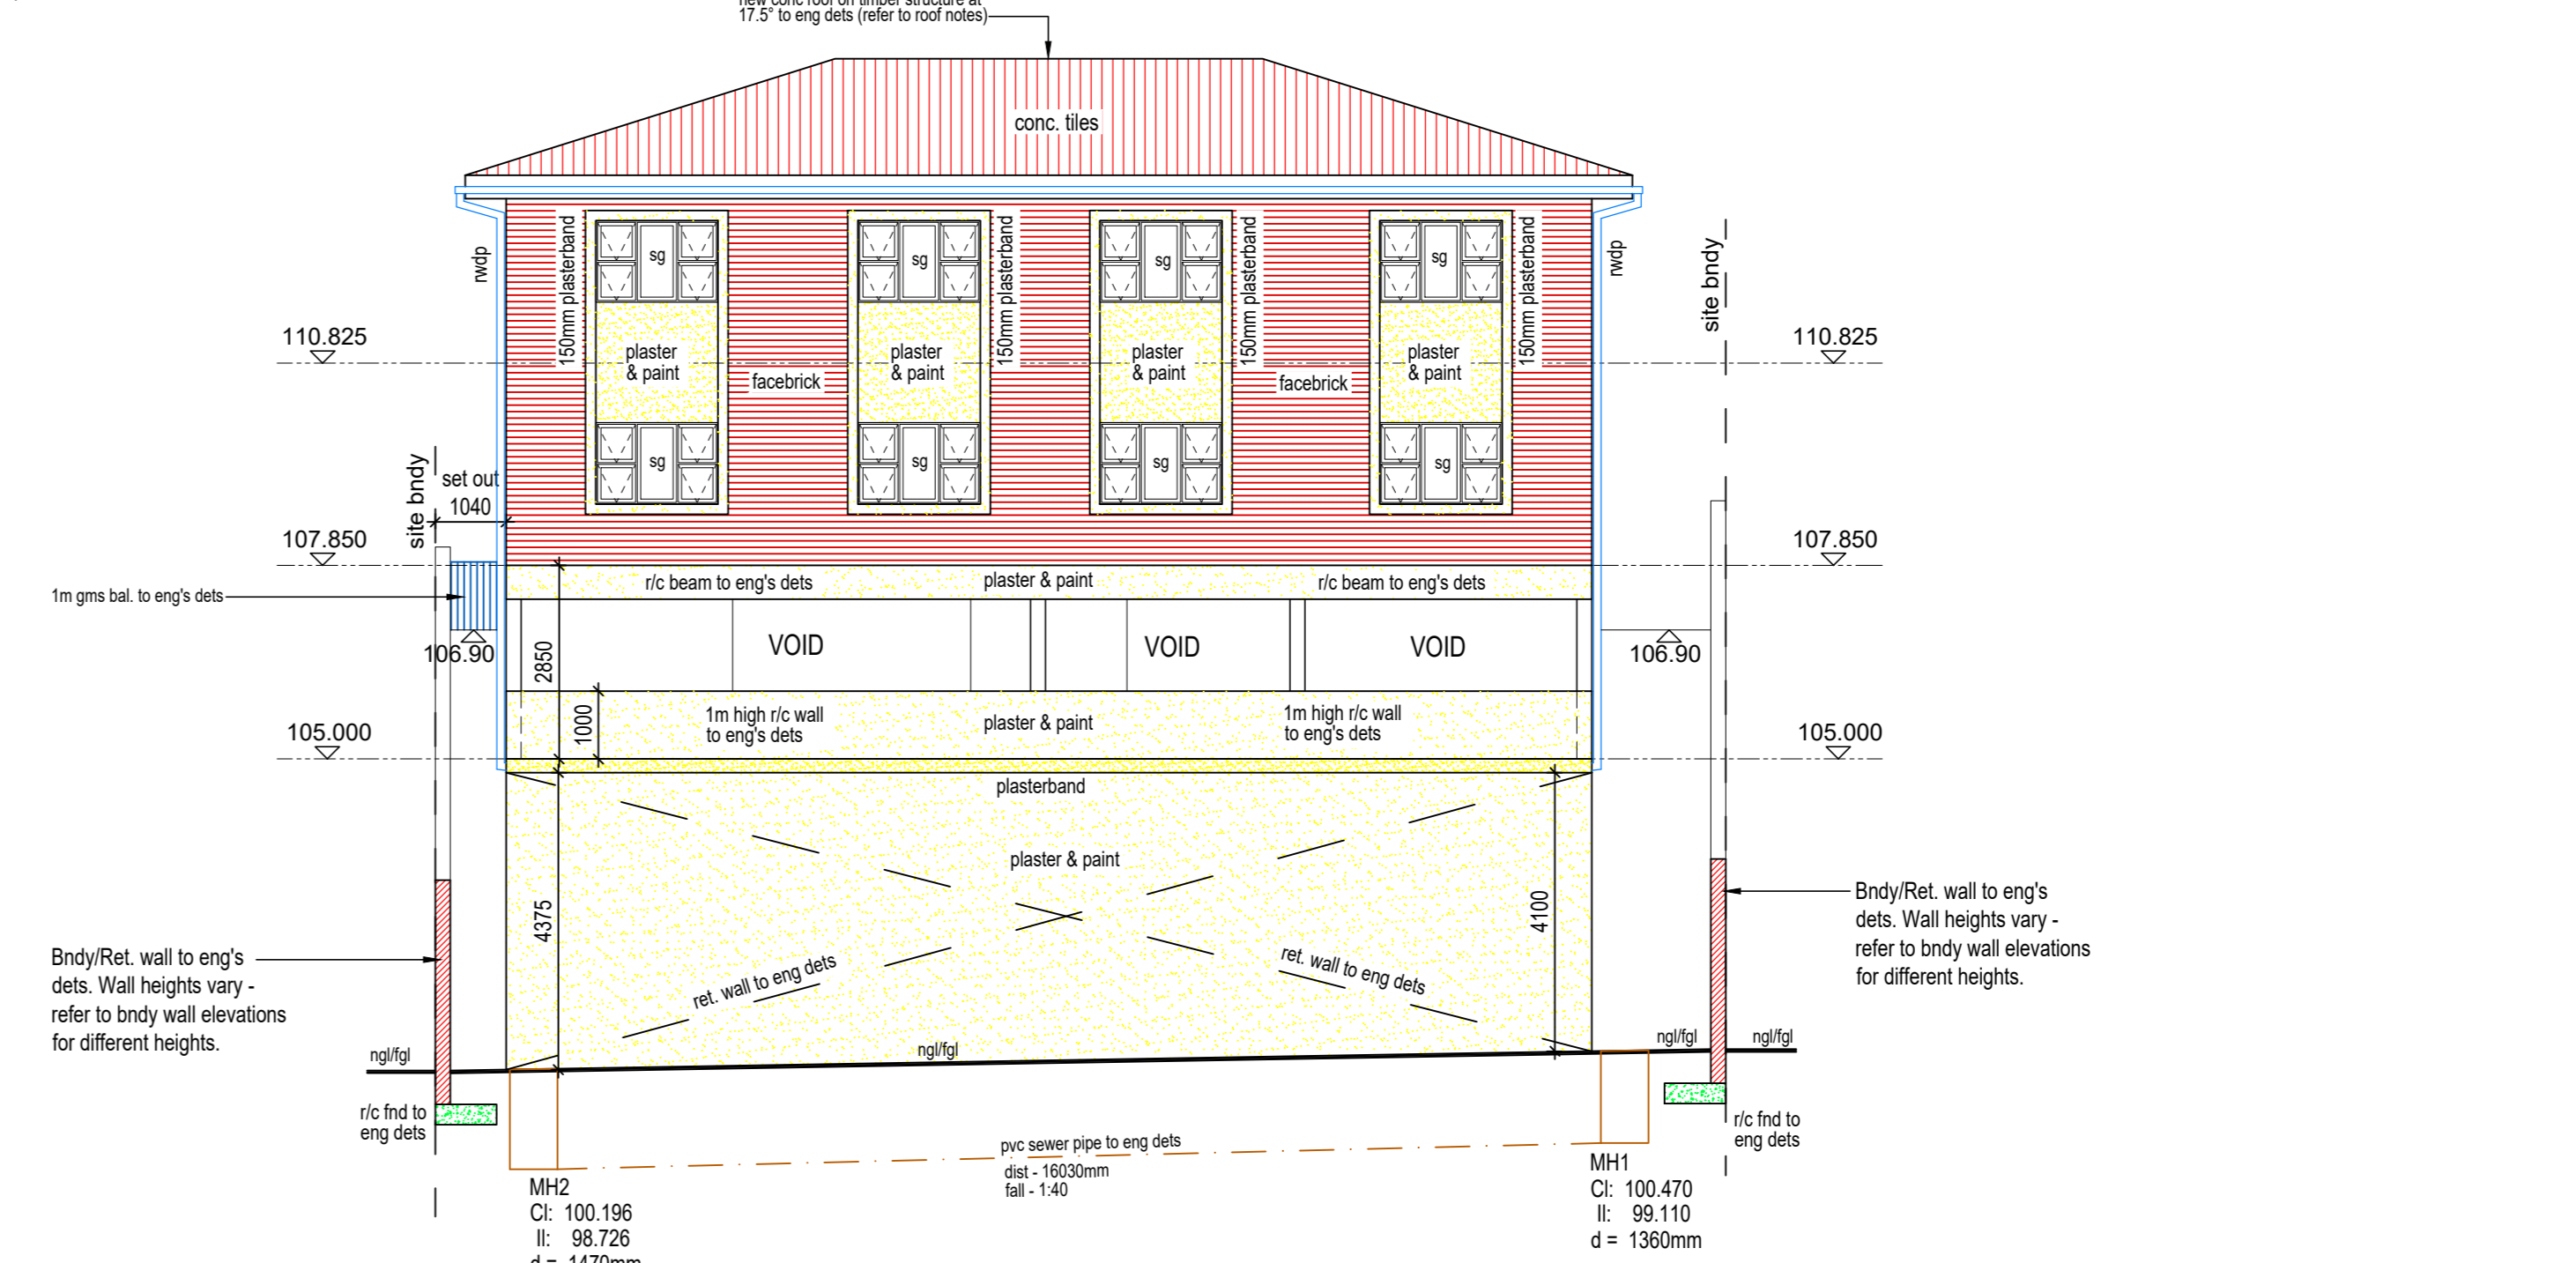 new conc roof on timber structure at
17.5° to eng dets (refer to roof notes)
conc. tiles
rwdp
150mm plasterband
sg
sg
150mm plasterband
sg
150mm plasterband
sg
150mm plasterband
rwdp
site bndy
110.825
plaster
& paint
facebrick
plaster
& paint
plaster
& paint
facebrick
plaster
& paint
110.825
site bndy
set out
1040
sg
sg
sg
sg
107.850
107.850
1m gms bal. to eng's dets
r/c beam to eng's dets
plaster & paint
r/c beam to eng's dets
106.90
2850
VOID
VOID
VOID
106.90
105.000
1000
1m high r/c wall
to eng's dets
plaster & paint
1m high r/c wall
to eng's dets
105.000
plasterband
plaster & paint
4375
4100
ret. wall to eng dets
ret. wall to eng dets
Bndy/Ret. wall to eng's
dets. Wall heights vary -
refer to bndy wall elevations
for different heights.
Bndy/Ret. wall to eng's
dets. Wall heights vary -
refer to bndy wall elevations
for different heights.
ngl/fgl
ngl/fgl
ngl/fgl
ngl/fgl
r/c fnd to
eng dets
r/c fnd to
eng dets
pvc sewer pipe to eng dets
dist - 16030mm
fall - 1:40
MH2
Cl: 100.196
Il: 98.726
d = 1470mm
MH1
Cl: 100.470
Il: 99.110
d = 1360mm